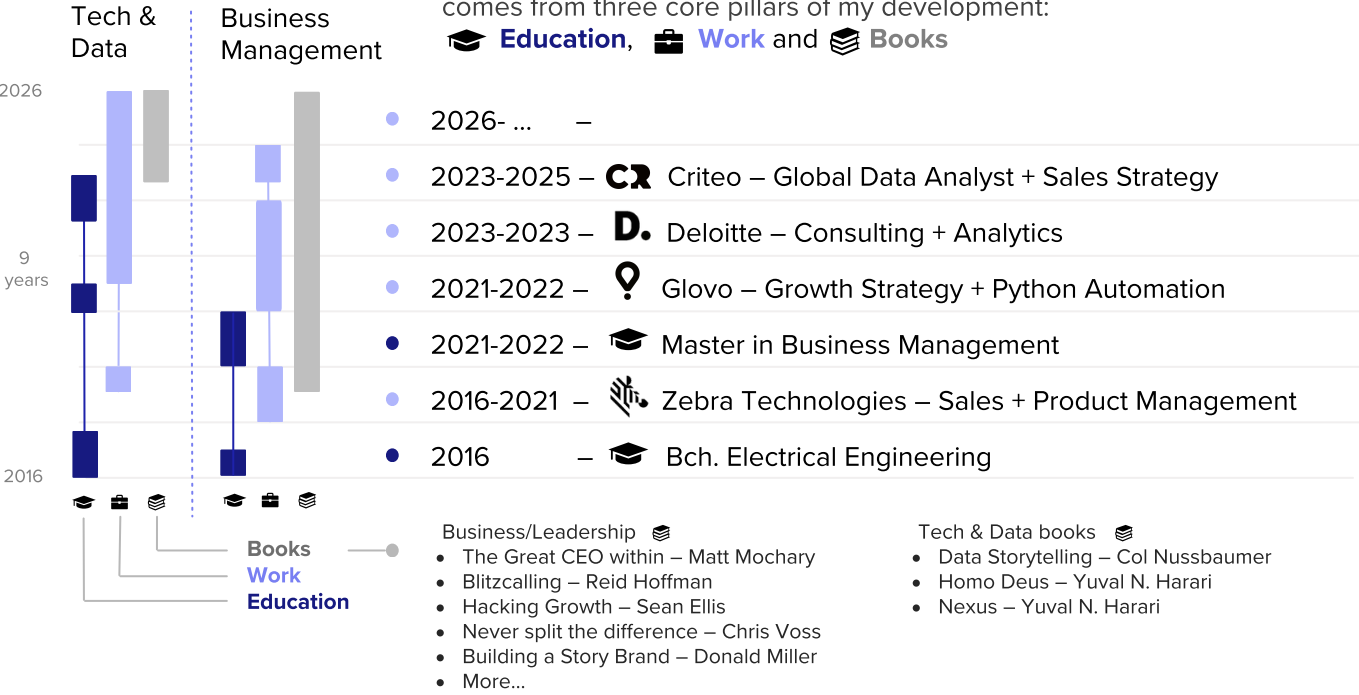 Tech &
Data
Business
Management
comes from three core pillars of my development:
Education, Work and Books
2026
9
years
2016
2026- ... –
2023-2025 – CR Criteo – Global Data Analyst + Sales Strategy
2023-2023 – D. Deloitte – Consulting + Analytics
2021-2022 – Glovo – Growth Strategy + Python Automation
2021-2022 – Master in Business Management
2016-2021 – Zebra Technologies – Sales + Product Management
2016 – Bch. Electrical Engineering
Books
Work
Education
Business/Leadership
• The Great CEO within – Matt Mochary
• Blitzcalling – Reid Hoffman
• Hacking Growth – Sean Ellis
• Never split the difference – Chris Voss
• Building a Story Brand – Donald Miller
• More...
Tech & Data books
• Data Storytelling – Col Nussbaumer
• Homo Deus – Yuval N. Harari
• Nexus – Yuval N. Harari